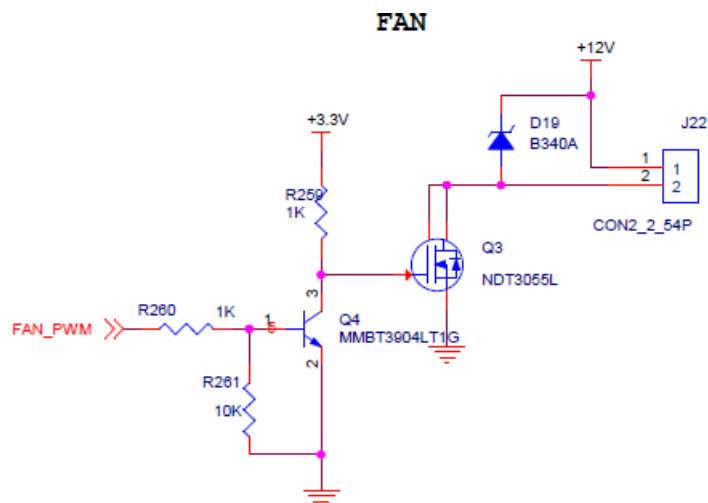 FAN
+12V
D19
B340A
J22
1
2
1
2
CON2_2_54P
+3.3V
R259
1K
Q3
NDT3055L
3
R260
1K
1
Q4
MMBT3904LT1G
FAN_PWM
2
R261
10K